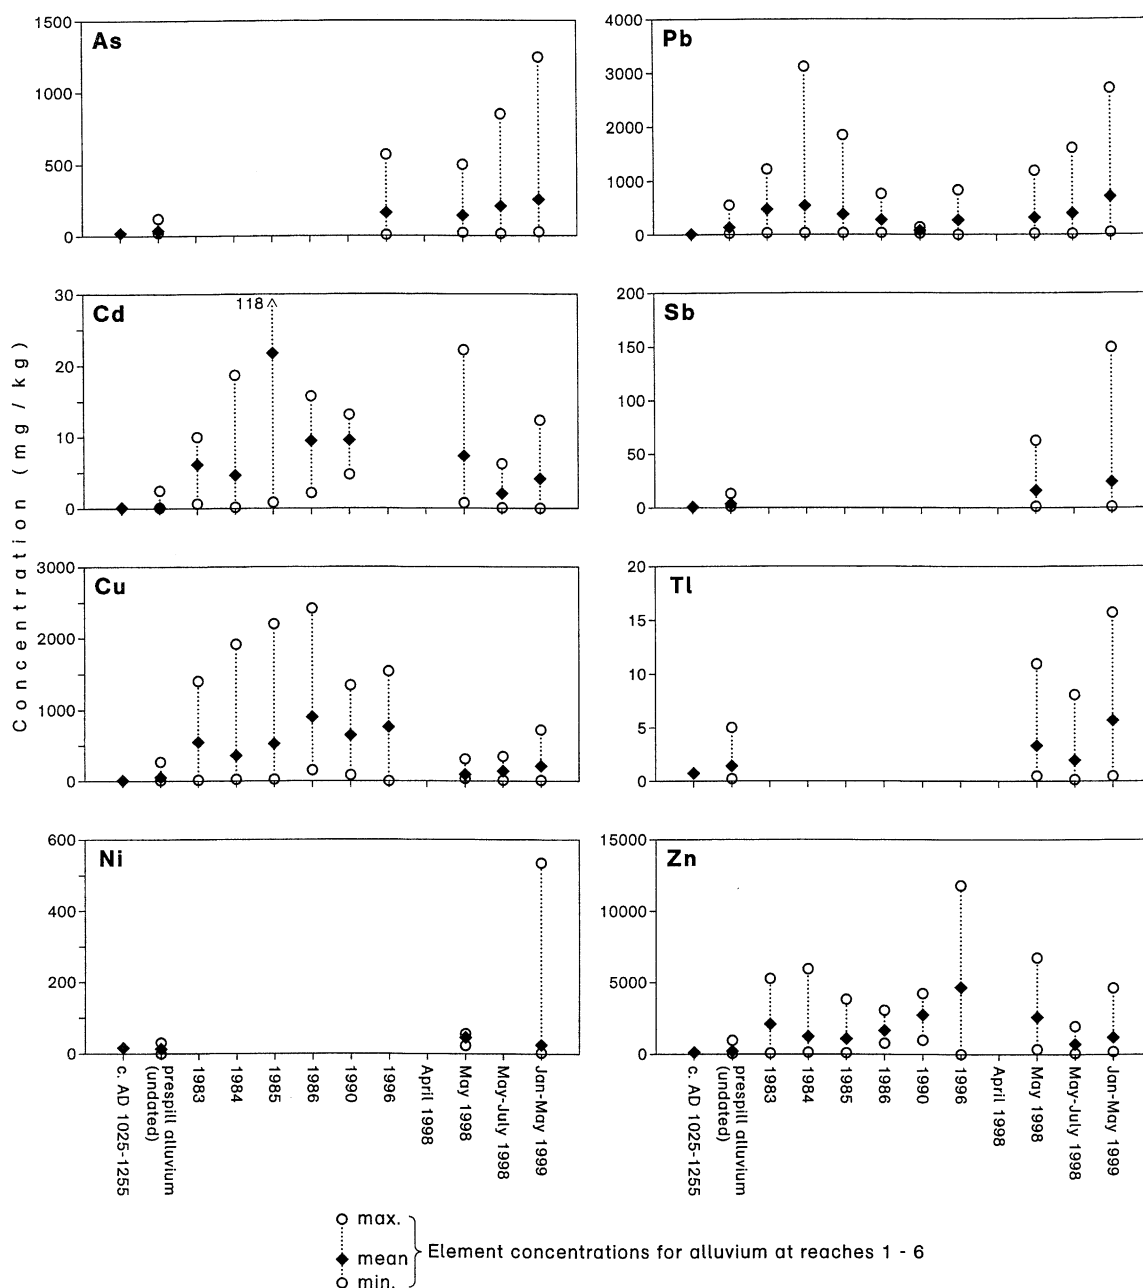 1500
As
1000
500
0
4000
Pb
3000
2000
1000
0
30
118
Cd
20
10
0
200
Sb
150
100
50
0
3000
Cu
2000
1000
0
20
Tl
15
10
5
0
600
Ni
400
200
0
15000
Zn
10000
5000
0
Concentration (mg/kg)
c. AD 1025-1255
prespill alluvium
(undated)
1983
1984
1985
1986
1990
1996
April 1998
May 1998
May-July 1998
Jan-May 1999
c. AD 1025-1255
prespill alluvium
(undated)
1983
1984
1985
1986
1990
1996
April 1998
May 1998
May-July 1998
Jan-May 1999
max.
mean
min.
Element concentrations for alluvium at reaches 1 - 6